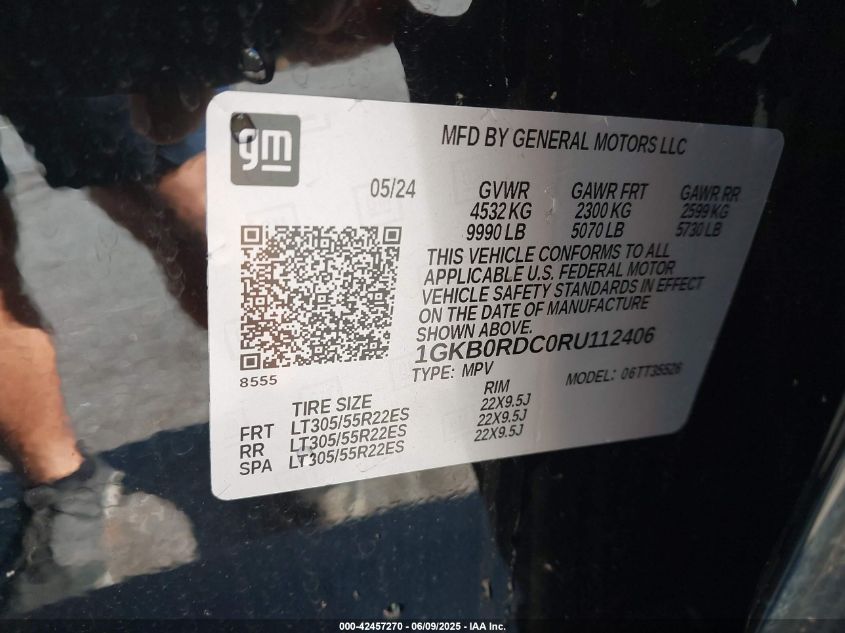 gm
MFD BY GENERAL MOTORS LLC
05/24
GVWR GAWR FRT GAWR RR
4532 KG 2300 KG 2599 KG
9990 LB 5070 LB 5730 LB
THIS VEHICLE CONFORMS TO ALL
APPLICABLE U.S. FEDERAL MOTOR
VEHICLE SAFETY STANDARDS IN EFFECT
ON THE DATE OF MANUFACTURE
SHOWN ABOVE.
1GKB0RDC0RU112406
TYPE: MPV
MODEL: 06TT35526
8555
TIRE SIZE RIM
FRT LT305/55R22ES 22X9.5J
RR LT305/55R22ES 22X9.5J
SPA LT305/55R22ES 22X9.5J
000-42457270 - 06/09/2025 - IAA Inc.